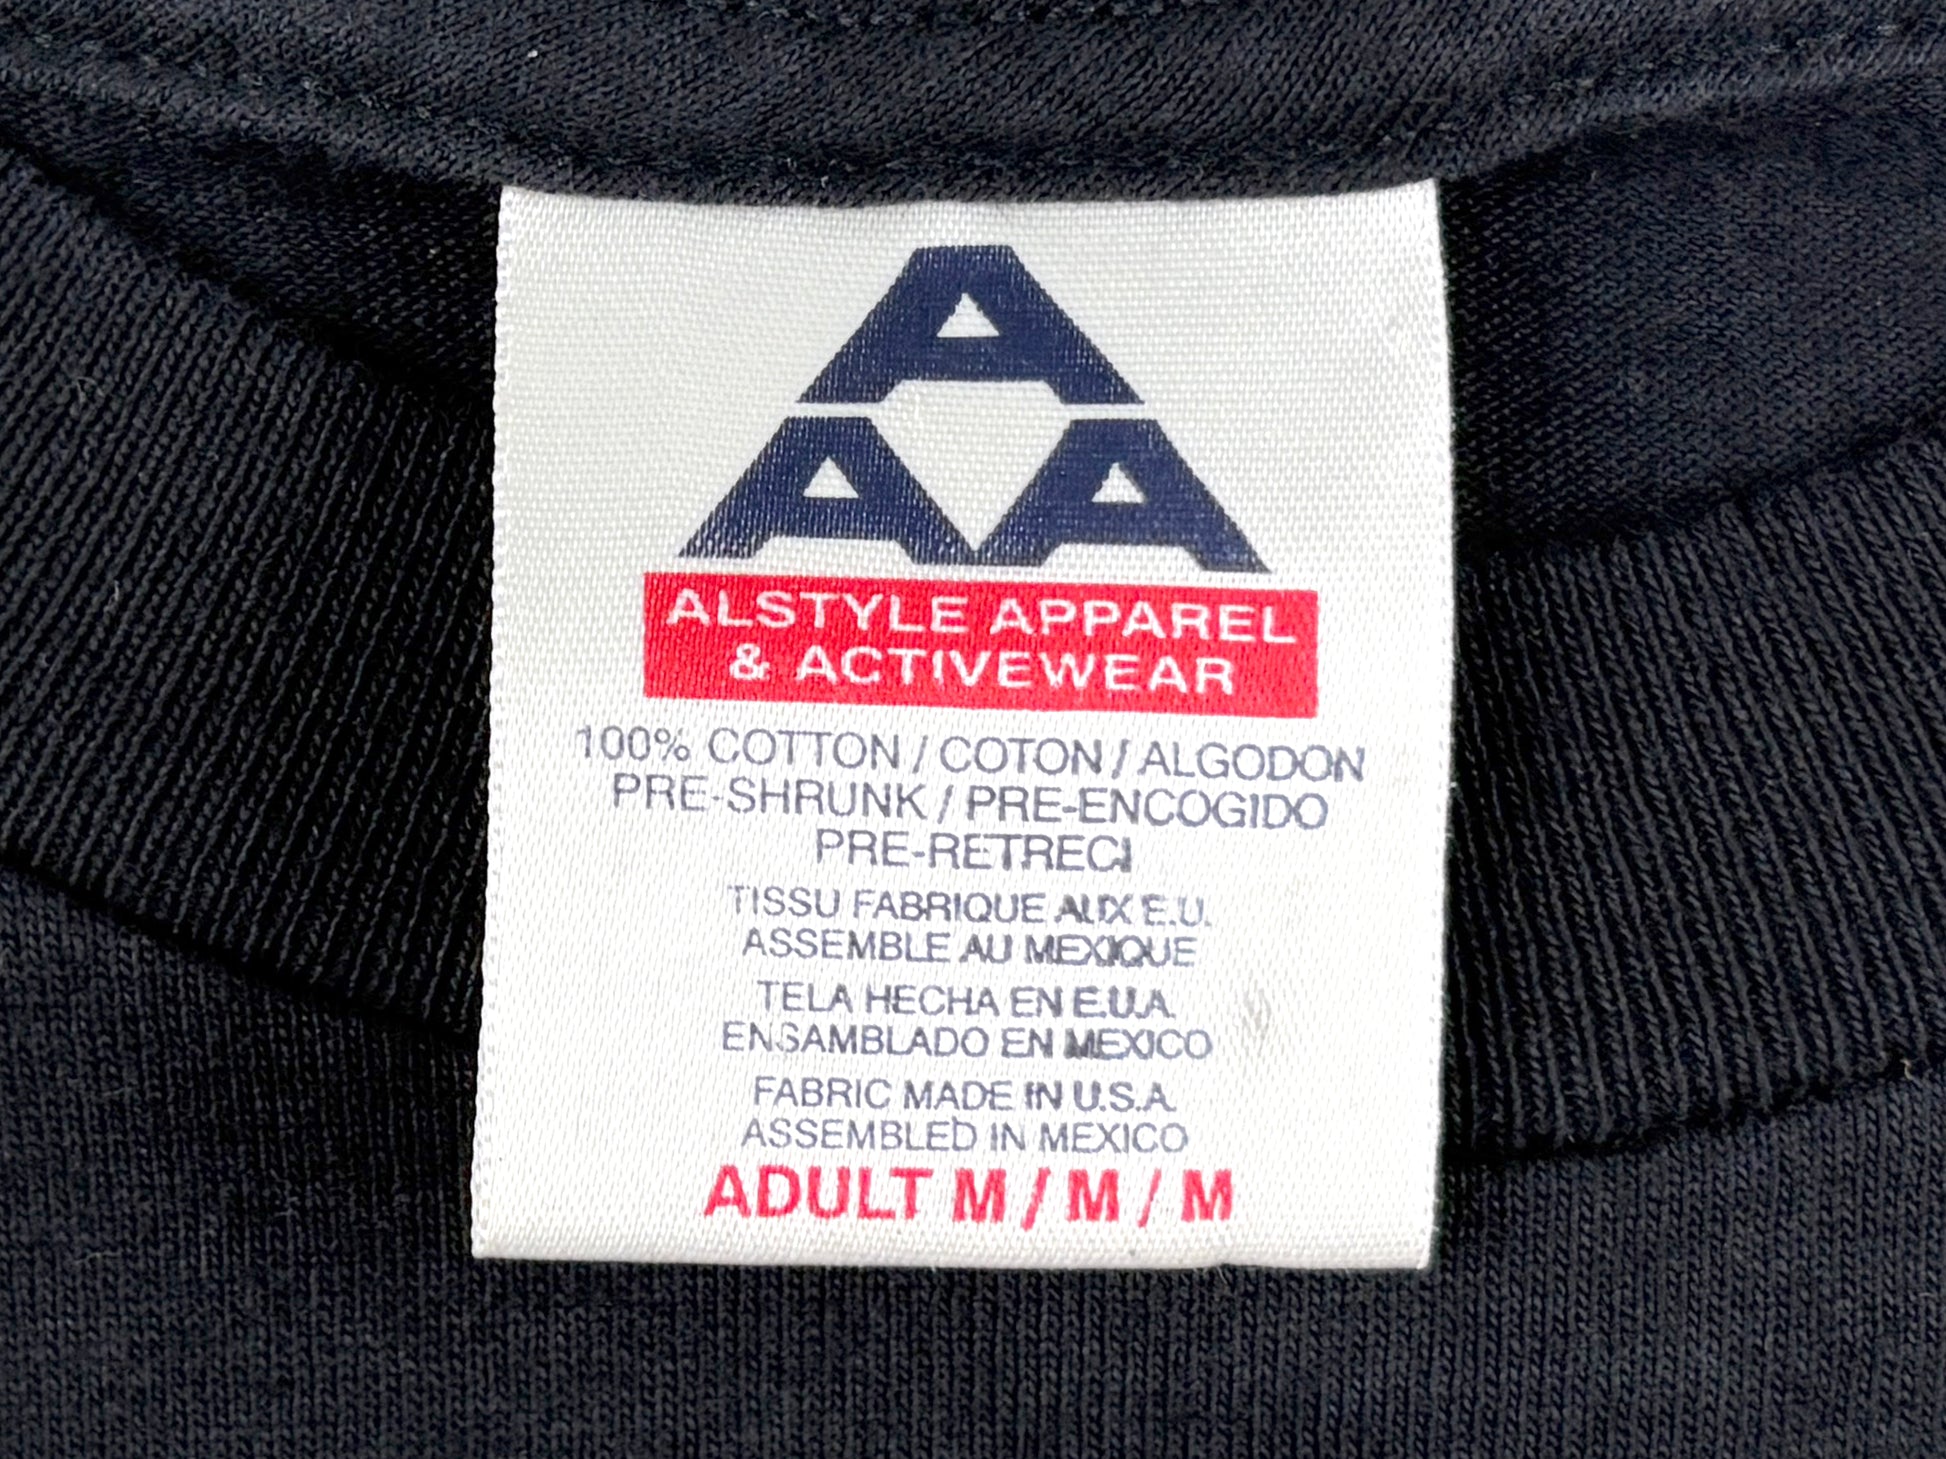 A
AA
ALSTYLE APPAREL
& ACTIVEWEAR
100% COTTON / COTON / ALGODON
PRE-SHRUNK / PRE-ENCOGIDO
PRE-RETRECI
TISSU FABRIQUE AUX E.U.
ASSEMBLE AU MEXIQUE
TELA HECHA EN E.U.A.
ENSAMBLADO EN MEXICO
FABRIC MADE IN U.S.A.
ASSEMBLED IN MEXICO
ADULT M / M / M